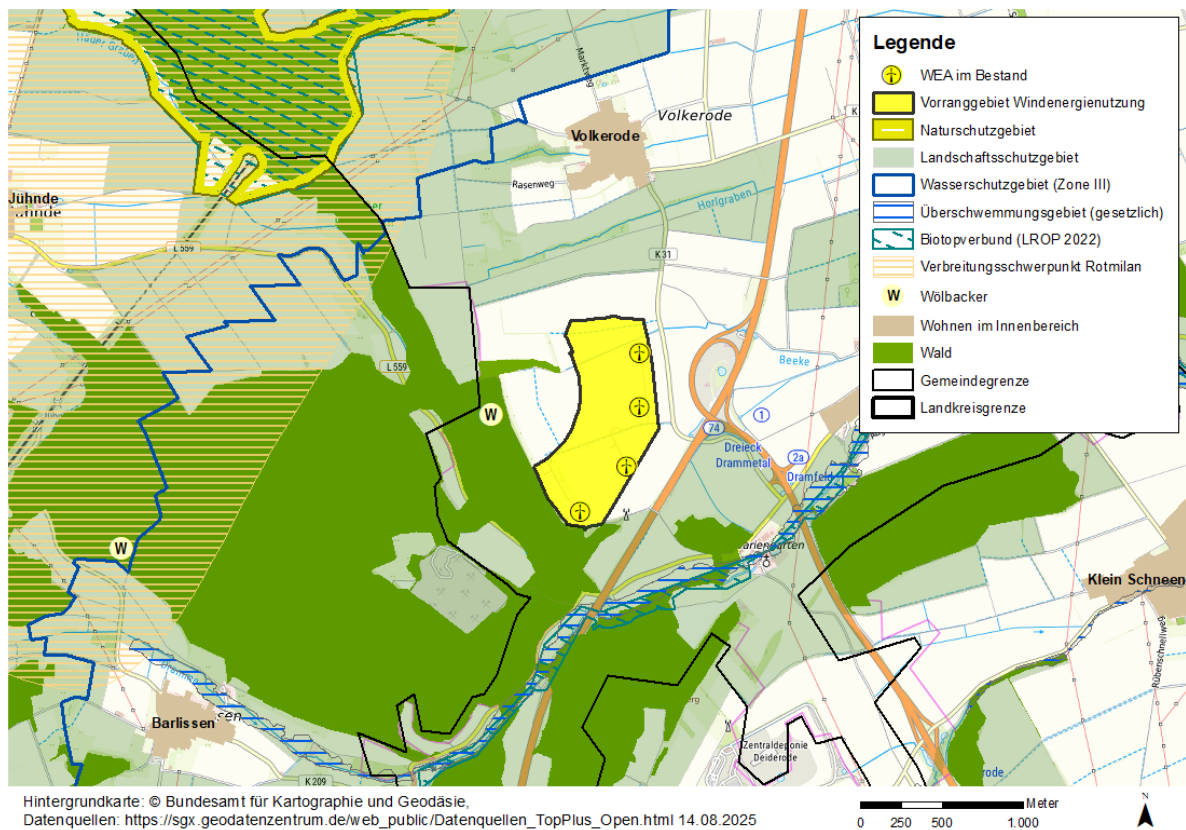 Legende
WEA im Bestand
Vorranggebiet Windenergienutzung
Naturschutzgebiet
Landschaftsschutzgebiet
Wasserschutzgebiet (Zone III)
Überschwemmungsgebiet (gesetzlich)
Biotopverbund (LROP 2022)
Verbreitungsschwerpunkt Rotmilan
W Wölbacker
Wohnen im Innenbereich
Wald
Gemeindegrenze
Landkreisgrenze
Marktweg
Volkerode
Volkerode
Rasenweg
Horlgraben
K 31
Jühnde
L 559
L 559
Beeke
W
74
1
Dreieck
Drammetal
2a
Dramfeld
W
Klein Schneen
Rübenschnellweg
Barlissen
K 209
Zentraldeponie
Deiderode
Hintergrundkarte: © Bundesamt für Kartographie und Geodäsie,
Datenquellen: https://sgx.geodatenzentrum.de/web_public/Datenquellen_TopPlus_Open.html 14.08.2025
Meter
0 250 500 1.000
N